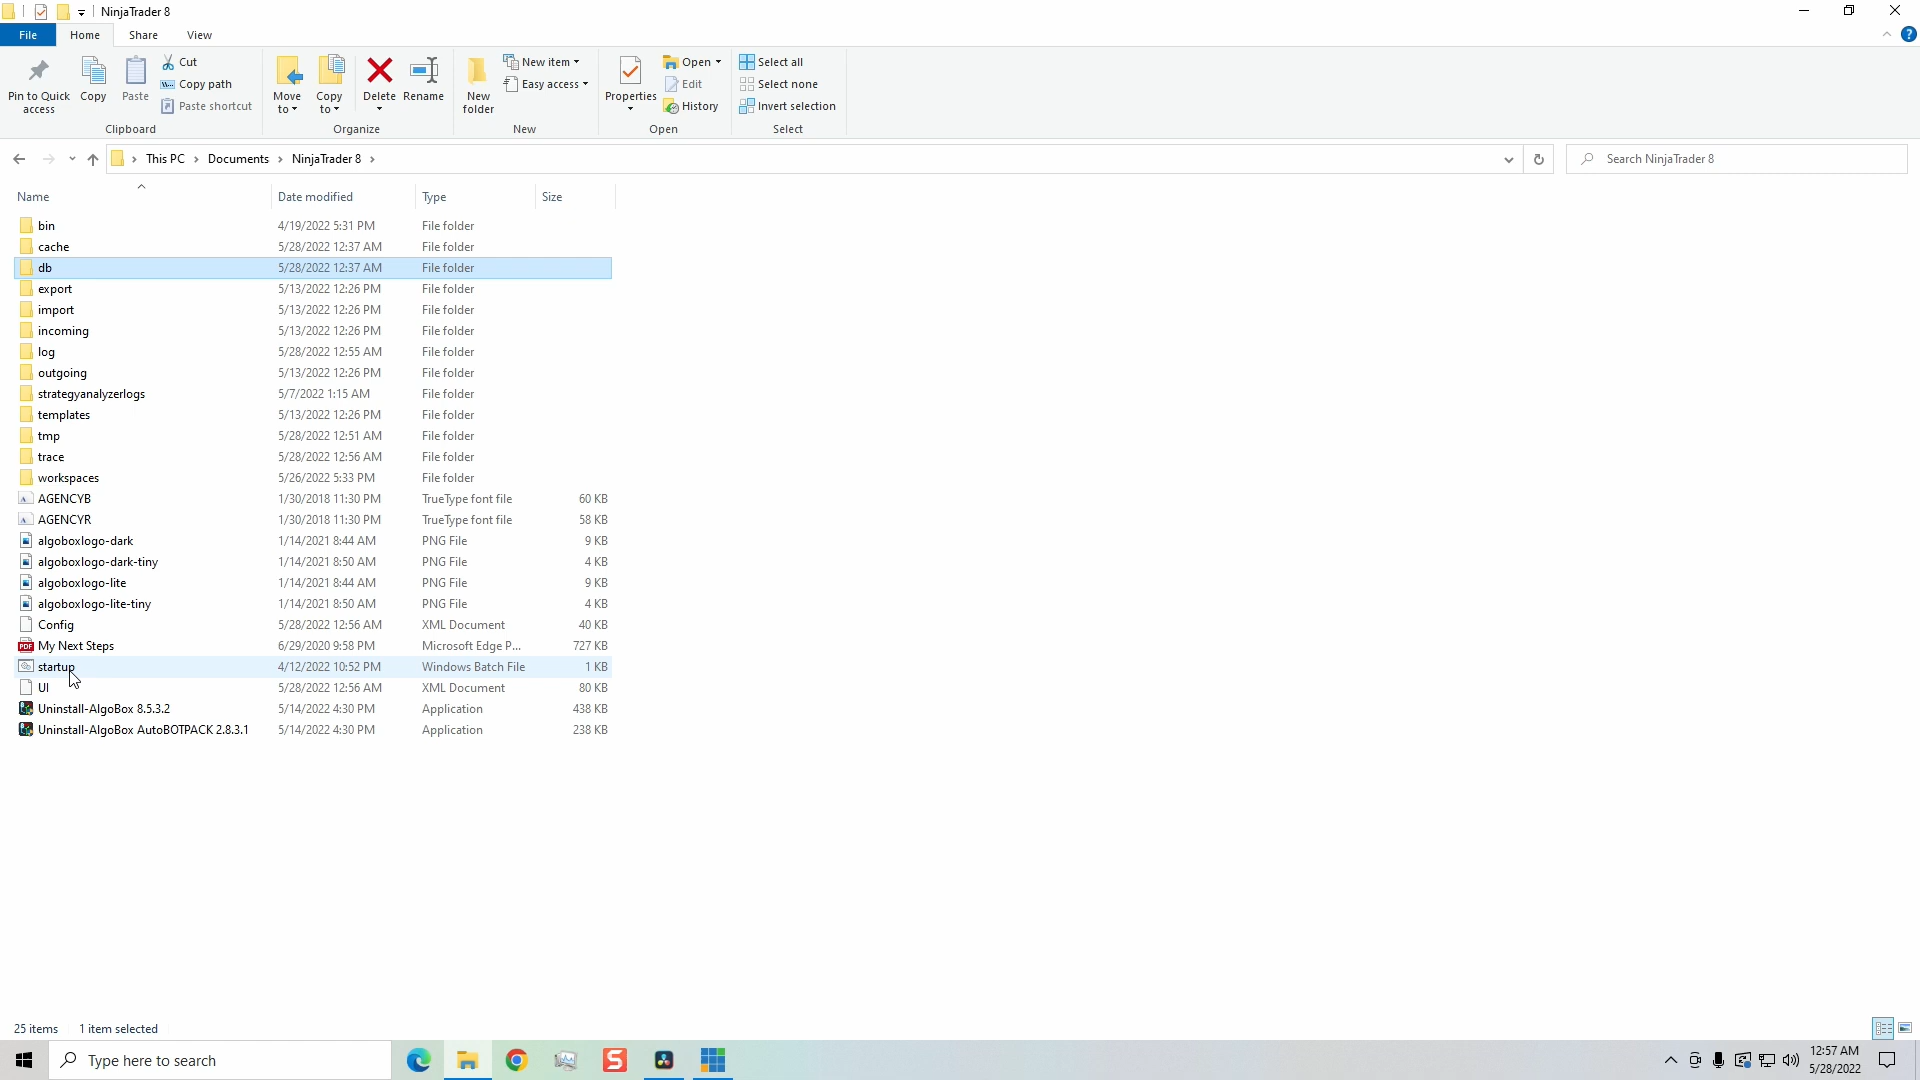 NinjaTrader 8
File Home Share View
Pin to Quick access
Copy
Paste
Cut
Copy path
Paste shortcut
Clipboard
Move to
Copy to
Delete
Rename
Organize
New folder
New item
Easy access
New
Properties
Open
Edit
History
Open
Select all
Select none
Invert selection
Select
This PC › Documents › NinjaTrader 8 ›
Search NinjaTrader 8
Name Date modified Type Size
bin 4/19/2022 5:31 PM File folder
cache 5/28/2022 12:37 AM File folder
db 5/28/2022 12:37 AM File folder
export 5/13/2022 12:26 PM File folder
import 5/13/2022 12:26 PM File folder
incoming 5/13/2022 12:26 PM File folder
log 5/28/2022 12:55 AM File folder
outgoing 5/13/2022 12:26 PM File folder
strategyanalyzerlogs 5/7/2022 1:15 AM File folder
templates 5/13/2022 12:26 PM File folder
tmp 5/28/2022 12:51 AM File folder
trace 5/28/2022 12:56 AM File folder
workspaces 5/26/2022 5:33 PM File folder
AGENCYB 1/30/2018 11:30 PM TrueType font file 60 KB
AGENCYR 1/30/2018 11:30 PM TrueType font file 58 KB
algoboxlogo-dark 1/14/2021 8:44 AM PNG File 9 KB
algoboxlogo-dark-tiny 1/14/2021 8:50 AM PNG File 4 KB
algoboxlogo-lite 1/14/2021 8:44 AM PNG File 9 KB
algoboxlogo-lite-tiny 1/14/2021 8:50 AM PNG File 4 KB
Config 5/28/2022 12:56 AM XML Document 40 KB
My Next Steps 6/29/2020 9:58 PM Microsoft Edge P... 727 KB
startup 4/12/2022 10:52 PM Windows Batch File 1 KB
UI 5/28/2022 12:56 AM XML Document 80 KB
Uninstall-AlgoBox 8.5.3.2 5/14/2022 4:30 PM Application 438 KB
Uninstall-AlgoBox AutoBOTPACK 2.8.3.1 5/14/2022 4:30 PM Application 238 KB
25 items 1 item selected
Type here to search
12:57 AM
5/28/2022